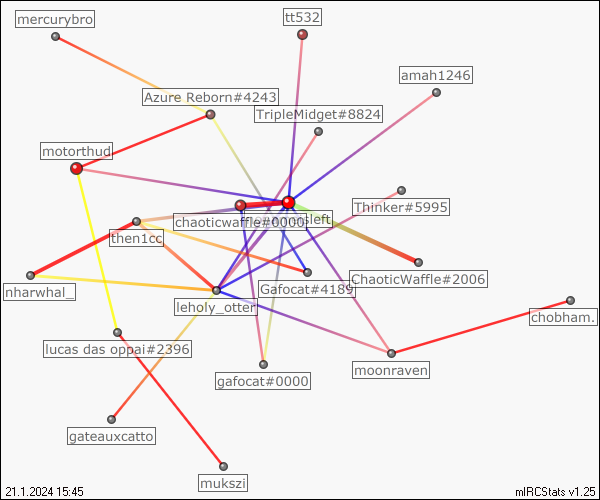 mercurybro
tt532
amah1246
Azure Reborn#4243
TripleMidget#8824
motorthud
Thinker#5995
chaoticwaffle#0000
left
then1cc
ChaoticWaffle#2006
Gafocat#4189
nharwhal_
leholy_otter
chobham.
lucas das oppai#2396
moonraven
gafocat#0000
gateauxcatto
mukszi
21.1.2024 15:45
mIRCStats v1.25